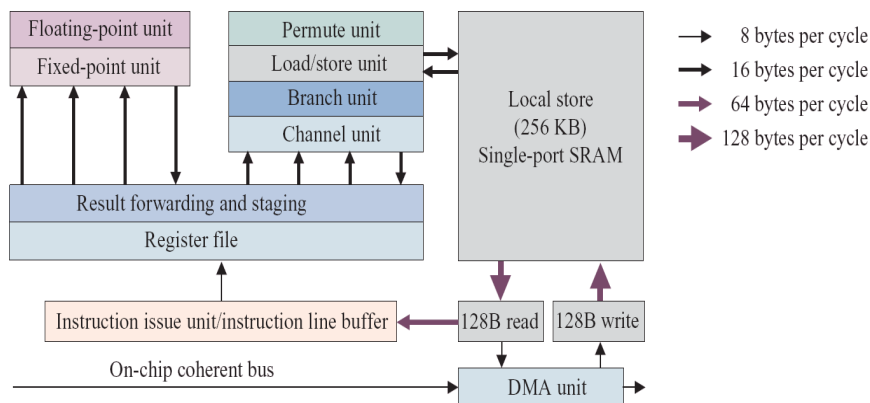 Floating-point unit
Fixed-point unit
Permute unit
Load/store unit
Branch unit
Channel unit
Local store
(256 KB)
Single-port SRAM
8 bytes per cycle
16 bytes per cycle
64 bytes per cycle
128 bytes per cycle
Result forwarding and staging
Register file
Instruction issue unit/instruction line buffer
128B read
128B write
On-chip coherent bus
DMA unit